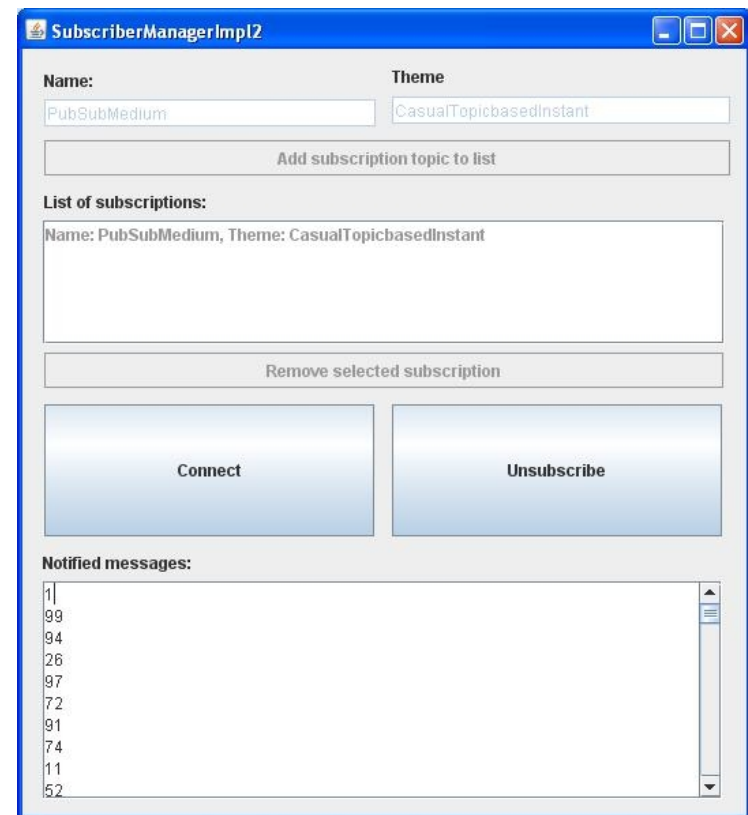 SubscriberManagerImpl2
Name:
Theme
PubSubMedium
CasualTopicbasedInstant
Add subscription topic to list
List of subscriptions:
Name: PubSubMedium, Theme: CasualTopicbasedInstant
Remove selected subscription
Connect
Unsubscribe
Notified messages:
1
99
94
26
97
72
91
74
11
52